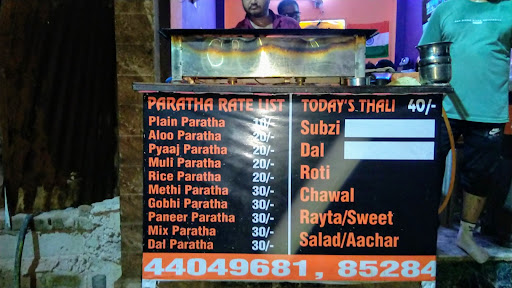 PARATHA RATE LIST
Plain Paratha 10/-
Aloo Paratha 20/-
Pyaaj Paratha 20/-
Muli Paratha 20/-
Rice Paratha 20/-
Methi Paratha 30/-
Gobhi Paratha 30/-
Paneer Paratha 30/-
Mix Paratha 30/-
Dal Paratha 30/-
TODAY'S THALI 40/-
Subzi
Dal
Roti
Chawal
Rayta/Sweet
Salad/Aachar
44049681, 85284